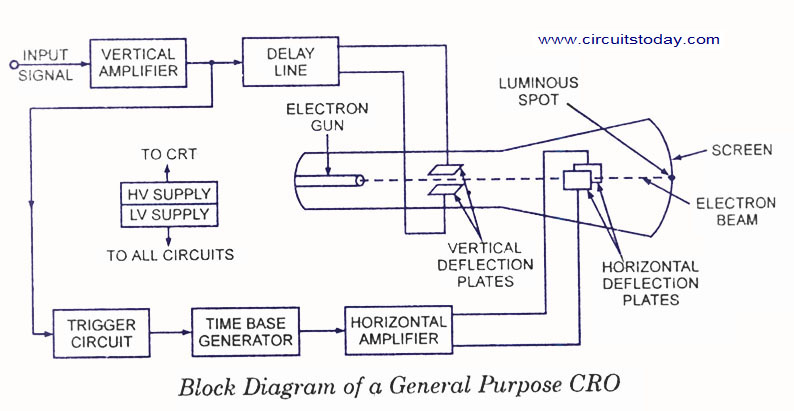 www.circuitstoday.com
INPUT
SIGNAL
VERTICAL
AMPLIFIER
DELAY
LINE
LUMINOUS
SPOT
ELECTRON
GUN
SCREEN
TO CRT
HV SUPPLY
LV SUPPLY
TO ALL CIRCUITS
ELECTRON
BEAM
VERTICAL
DEFLECTION
PLATES
HORIZONTAL
DEFLECTION
PLATES
TRIGGER
CIRCUIT
TIME BASE
GENERATOR
HORIZONTAL
AMPLIFIER
Block Diagram of a General Purpose CRO